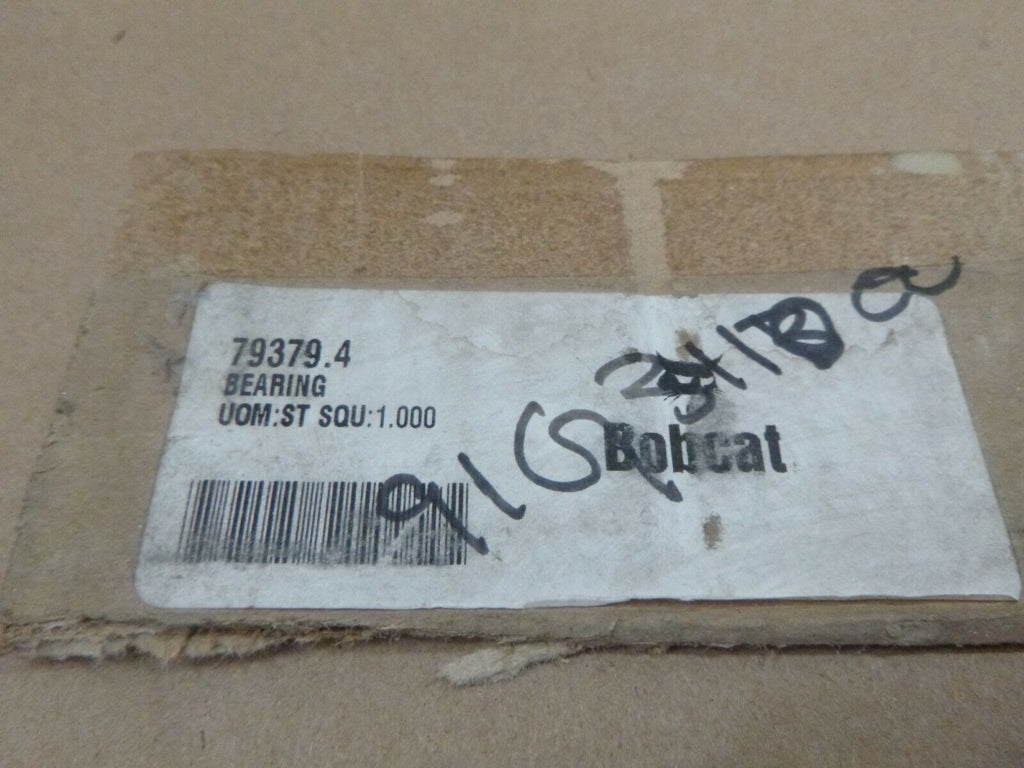 79379.4
BEARING
UOM:ST SQU:1.000
Bobcat